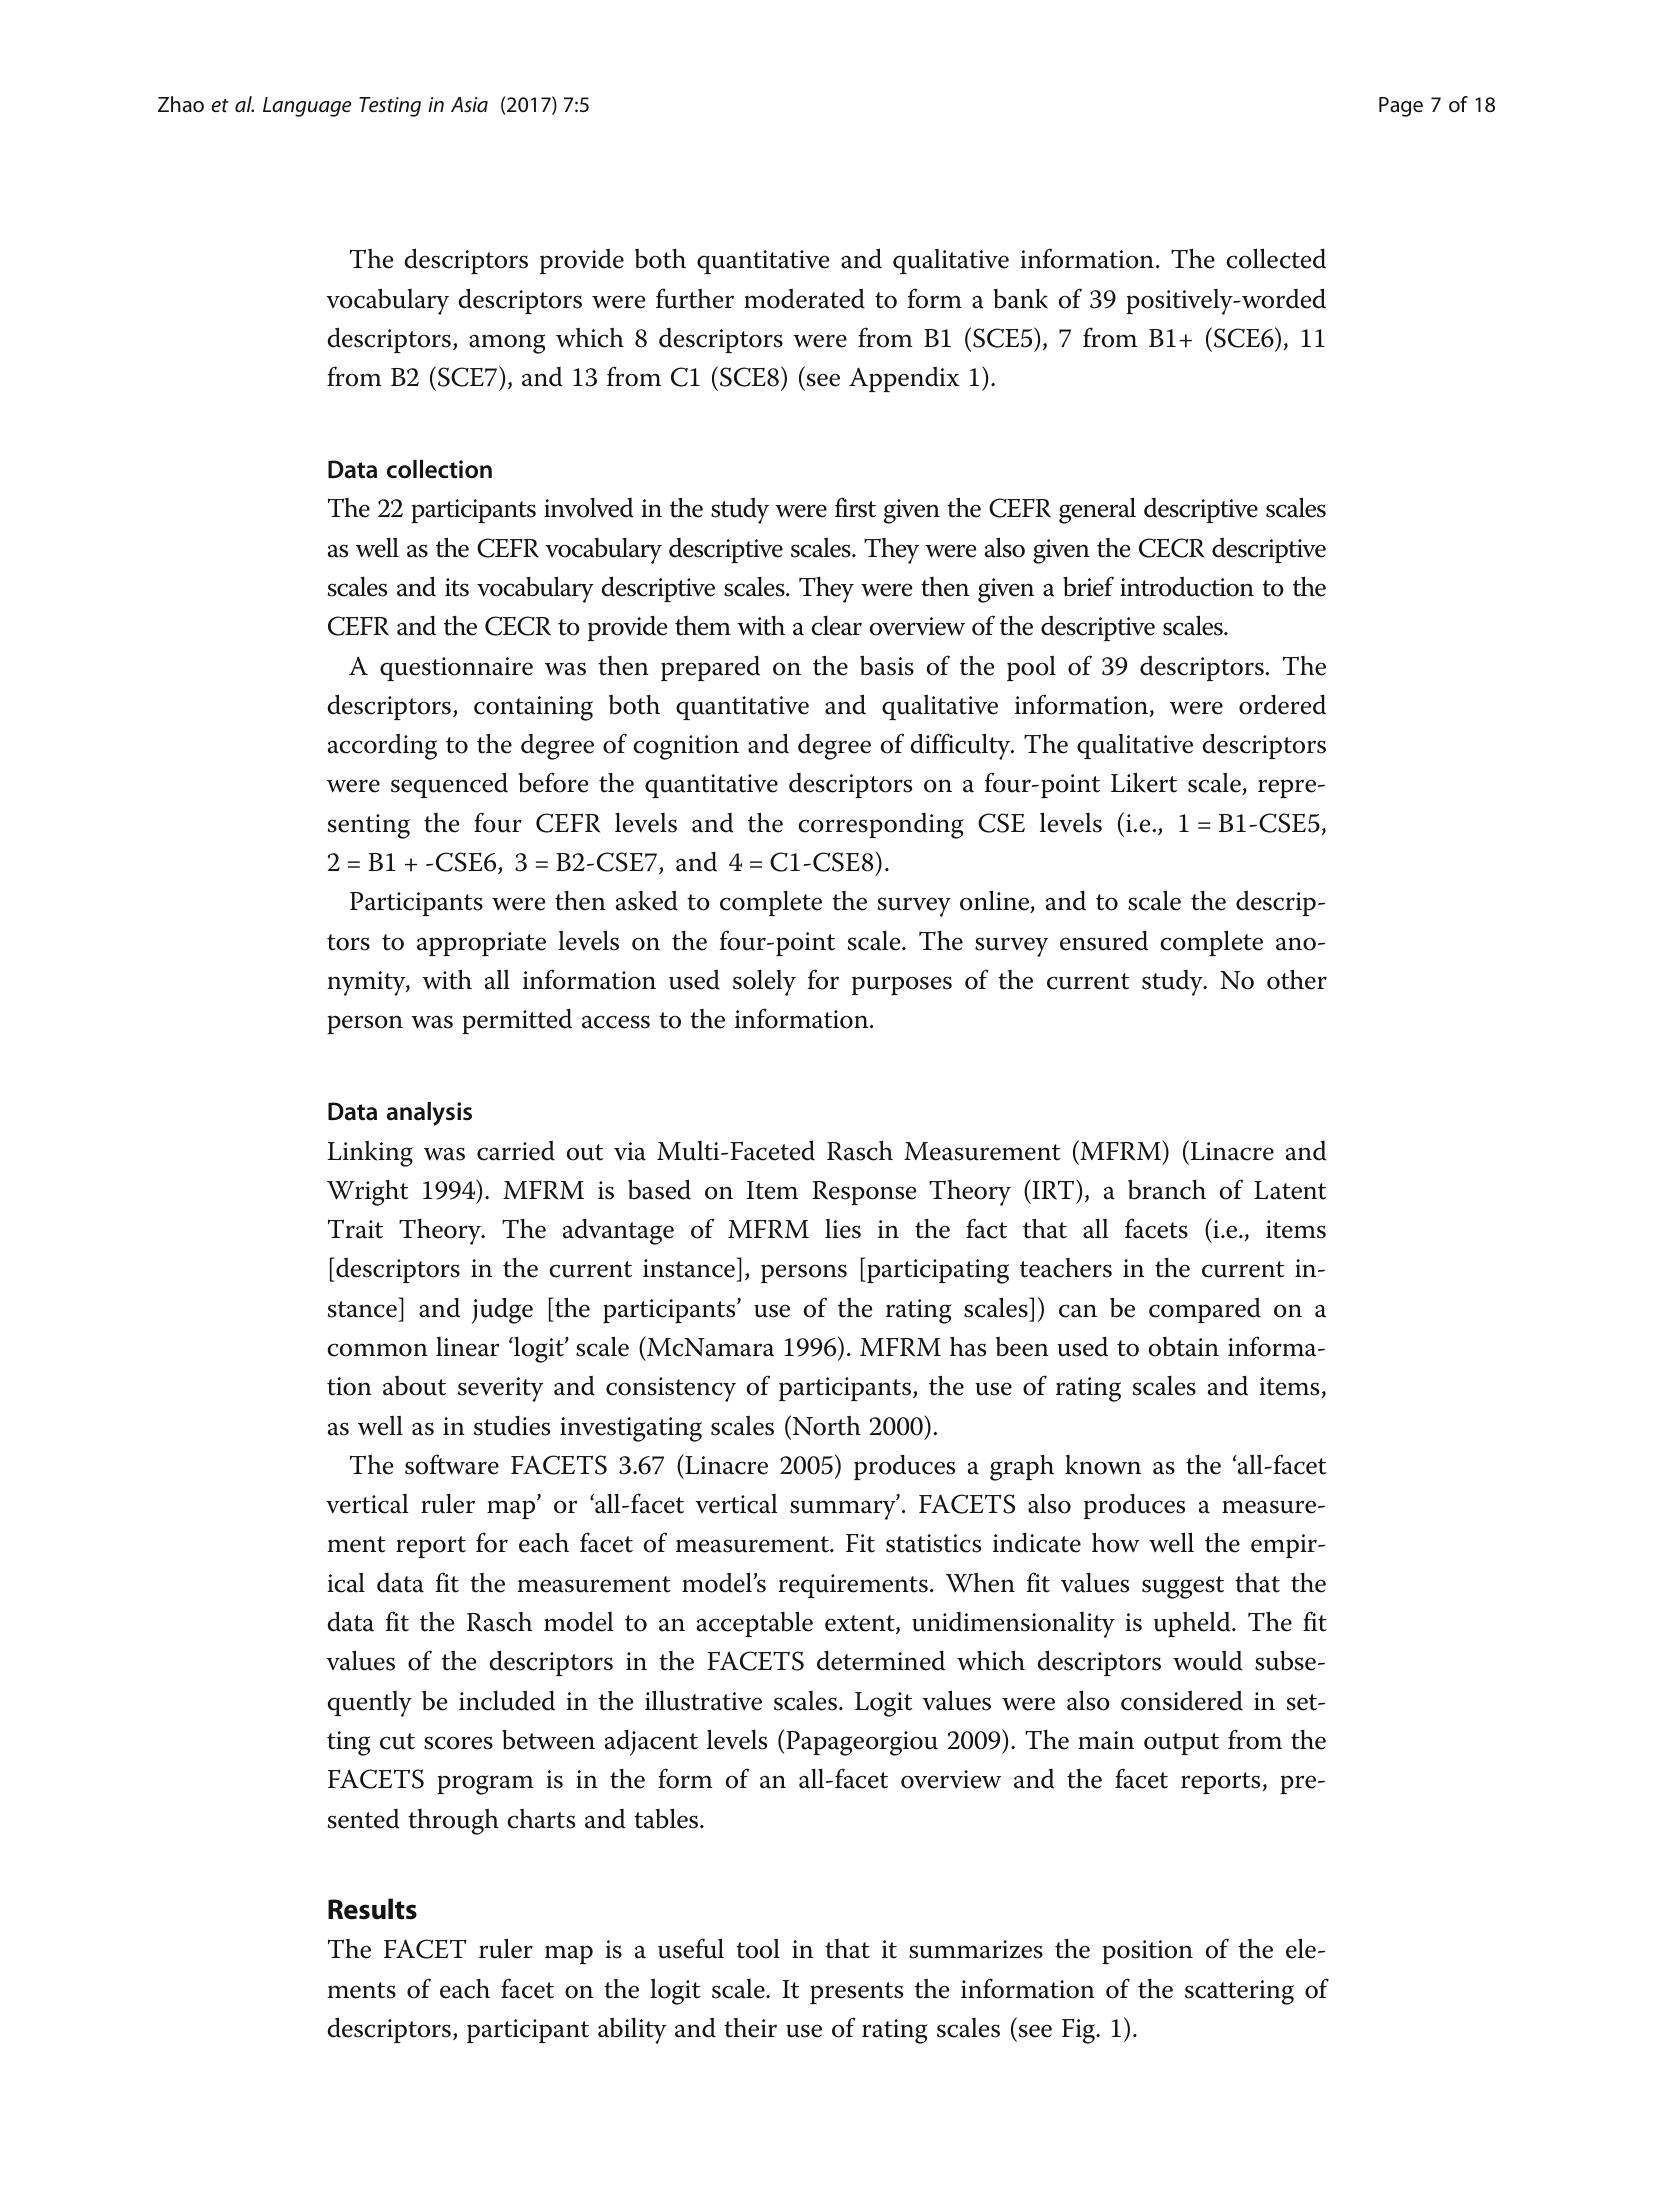 Zhao et al. Language Testing in Asia (2017) 7:5
Page 7 of 18
The descriptors provide both quantitative and qualitative information. The collected
vocabulary descriptors were further moderated to form a bank of 39 positively-worded
descriptors, among which 8 descriptors were from B1 (SCE5), 7 from B1+ (SCE6), 11
from B2 (SCE7), and 13 from C1 (SCE8) (see Appendix 1).
Data collection
The 22 participants involved in the study were first given the CEFR general descriptive scales
as well as the CEFR vocabulary descriptive scales. They were also given the CECR descriptive
scales and its vocabulary descriptive scales. They were then given a brief introduction to the
CEFR and the CECR to provide them with a clear overview of the descriptive scales.
A questionnaire was then prepared on the basis of the pool of 39 descriptors. The
descriptors, containing both quantitative and qualitative information, were ordered
according to the degree of cognition and degree of difficulty. The qualitative descriptors
were sequenced before the quantitative descriptors on a four-point Likert scale, repre-
senting the four CEFR levels and the corresponding CSE levels (i.e., 1 = B1-CSE5,
2 = B1 + -CSE6, 3 = B2-CSE7, and 4 = C1-CSE8).
Participants were then asked to complete the survey online, and to scale the descrip-
tors to appropriate levels on the four-point scale. The survey ensured complete ano-
nymity, with all information used solely for purposes of the current study. No other
person was permitted access to the information.
Data analysis
Linking was carried out via Multi-Faceted Rasch Measurement (MFRM) (Linacre and
Wright 1994). MFRM is based on Item Response Theory (IRT), a branch of Latent
Trait Theory. The advantage of MFRM lies in the fact that all facets (i.e., items
[descriptors in the current instance], persons [participating teachers in the current in-
stance] and judge [the participants’ use of the rating scales]) can be compared on a
common linear ‘logit’ scale (McNamara 1996). MFRM has been used to obtain informa-
tion about severity and consistency of participants, the use of rating scales and items,
as well as in studies investigating scales (North 2000).
The software FACETS 3.67 (Linacre 2005) produces a graph known as the ‘all-facet
vertical ruler map’ or ‘all-facet vertical summary’. FACETS also produces a measure-
ment report for each facet of measurement. Fit statistics indicate how well the empir-
ical data fit the measurement model’s requirements. When fit values suggest that the
data fit the Rasch model to an acceptable extent, unidimensionality is upheld. The fit
values of the descriptors in the FACETS determined which descriptors would subse-
quently be included in the illustrative scales. Logit values were also considered in set-
ting cut scores between adjacent levels (Papageorgiou 2009). The main output from the
FACETS program is in the form of an all-facet overview and the facet reports, pre-
sented through charts and tables.
Results
The FACET ruler map is a useful tool in that it summarizes the position of the ele-
ments of each facet on the logit scale. It presents the information of the scattering of
descriptors, participant ability and their use of rating scales (see Fig. 1).